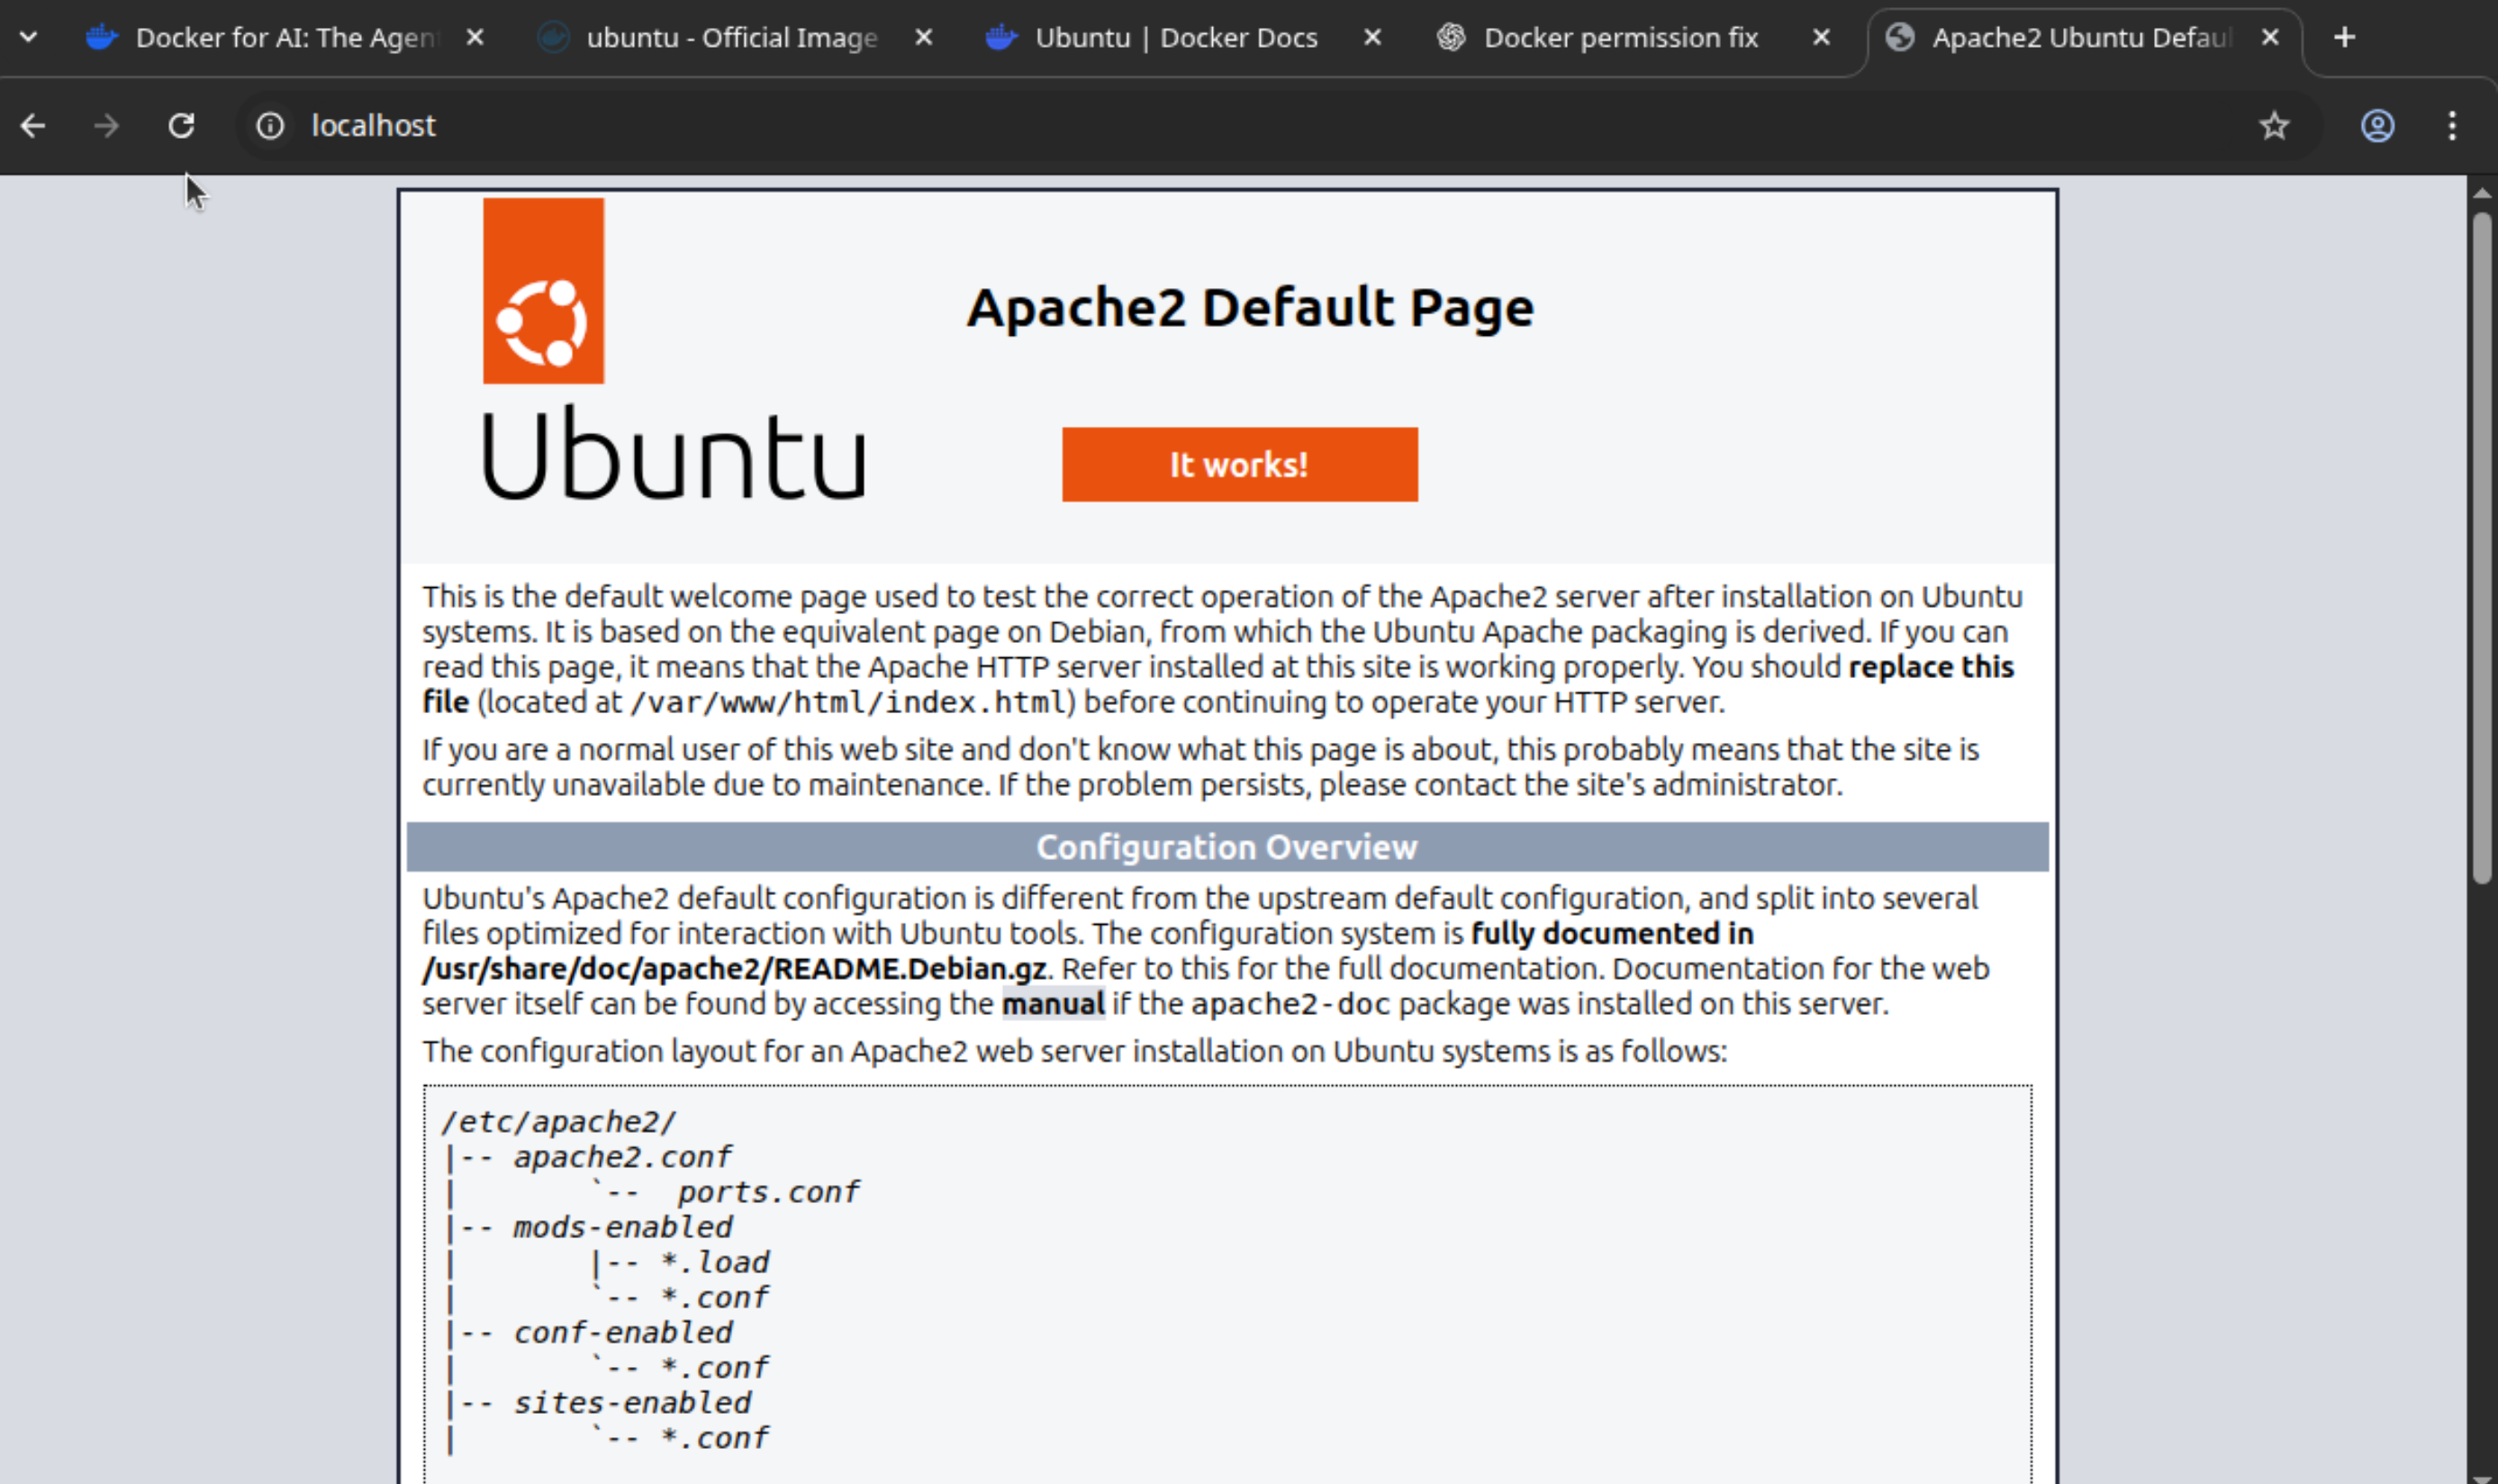 Docker for AI: The Agen
ubuntu - Official Image
Ubuntu | Docker Docs
Docker permission fix
Apache2 Ubuntu Defaul
localhost
Apache2 Default Page
Ubuntu
It works!
This is the default welcome page used to test the correct operation of the Apache2 server after installation on Ubuntu
systems. It is based on the equivalent page on Debian, from which the Ubuntu Apache packaging is derived. If you can
read this page, it means that the Apache HTTP server installed at this site is working properly. You should replace this
file (located at /var/www/html/index.html) before continuing to operate your HTTP server.
If you are a normal user of this web site and don't know what this page is about, this probably means that the site is
currently unavailable due to maintenance. If the problem persists, please contact the site's administrator.
Configuration Overview
Ubuntu's Apache2 default configuration is different from the upstream default configuration, and split into several
files optimized for interaction with Ubuntu tools. The configuration system is fully documented in
/usr/share/doc/apache2/README.Debian.gz. Refer to this for the full documentation. Documentation for the web
server itself can be found by accessing the manual if the apache2-doc package was installed on this server.
The configuration layout for an Apache2 web server installation on Ubuntu systems is as follows:
/etc/apache2/
|-- apache2.conf
|       `--  ports.conf
|-- mods-enabled
|       |-- *.load
|       `-- *.conf
|-- conf-enabled
|       `-- *.conf
|-- sites-enabled
|       `-- *.conf